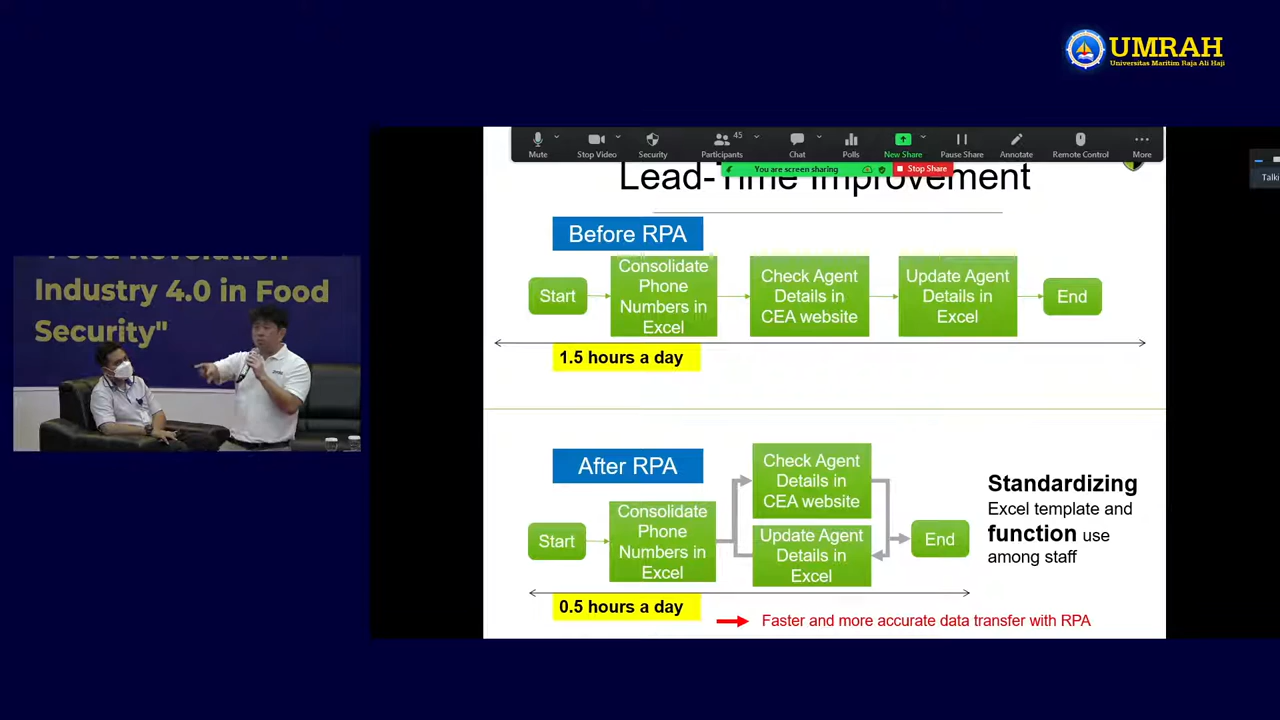 UMRAH
Universitas Maritim Raja Ali Haji
45
Mute
Stop Video
Security
Participants
Chat
Polls
New Share
Pause Share
Annotate
Remote Control
More
You are screen sharing
Stop Share
Talki
Lead-Time Improvement
Before RPA
Start
Consolidate
Phone
Numbers in
Excel
Check Agent
Details in
CEA website
Update Agent
Details in
Excel
End
1.5 hours a day
"Food Revolution
Industry 4.0 in Food
Security"
After RPA
Start
Consolidate
Phone
Numbers in
Excel
Check Agent
Details in
CEA website
Update Agent
Details in
Excel
End
Standardizing
Excel template and
function use
among staff
0.5 hours a day
Faster and more accurate data transfer with RPA